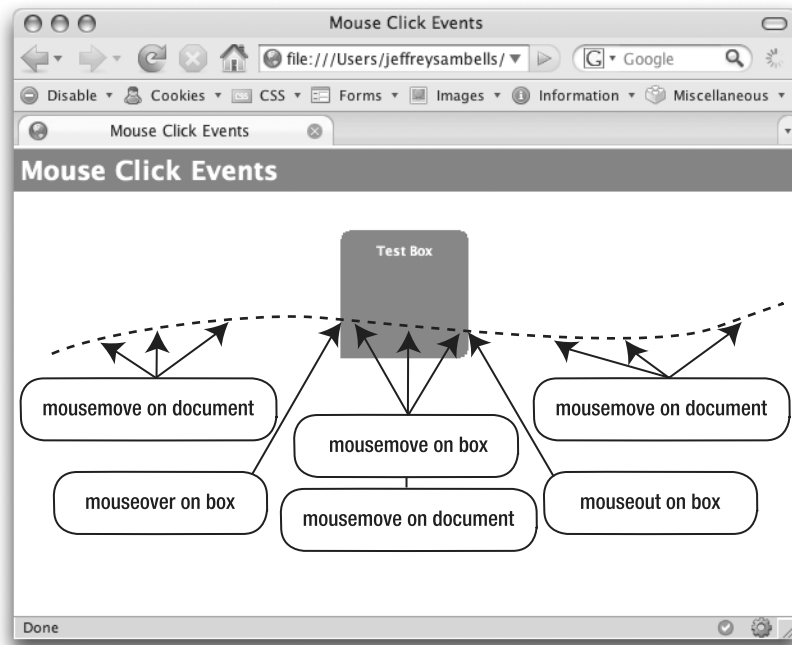 Mouse Click Events
file:///Users/jeffreysambells/
G Google
Disable Cookies CSS Forms Images Information Miscellaneous
Mouse Click Events
Mouse Click Events
Test Box
mousemove on document
mousemove on document
mousemove on box
mouseover on box
mouseout on box
mousemove on document
Done